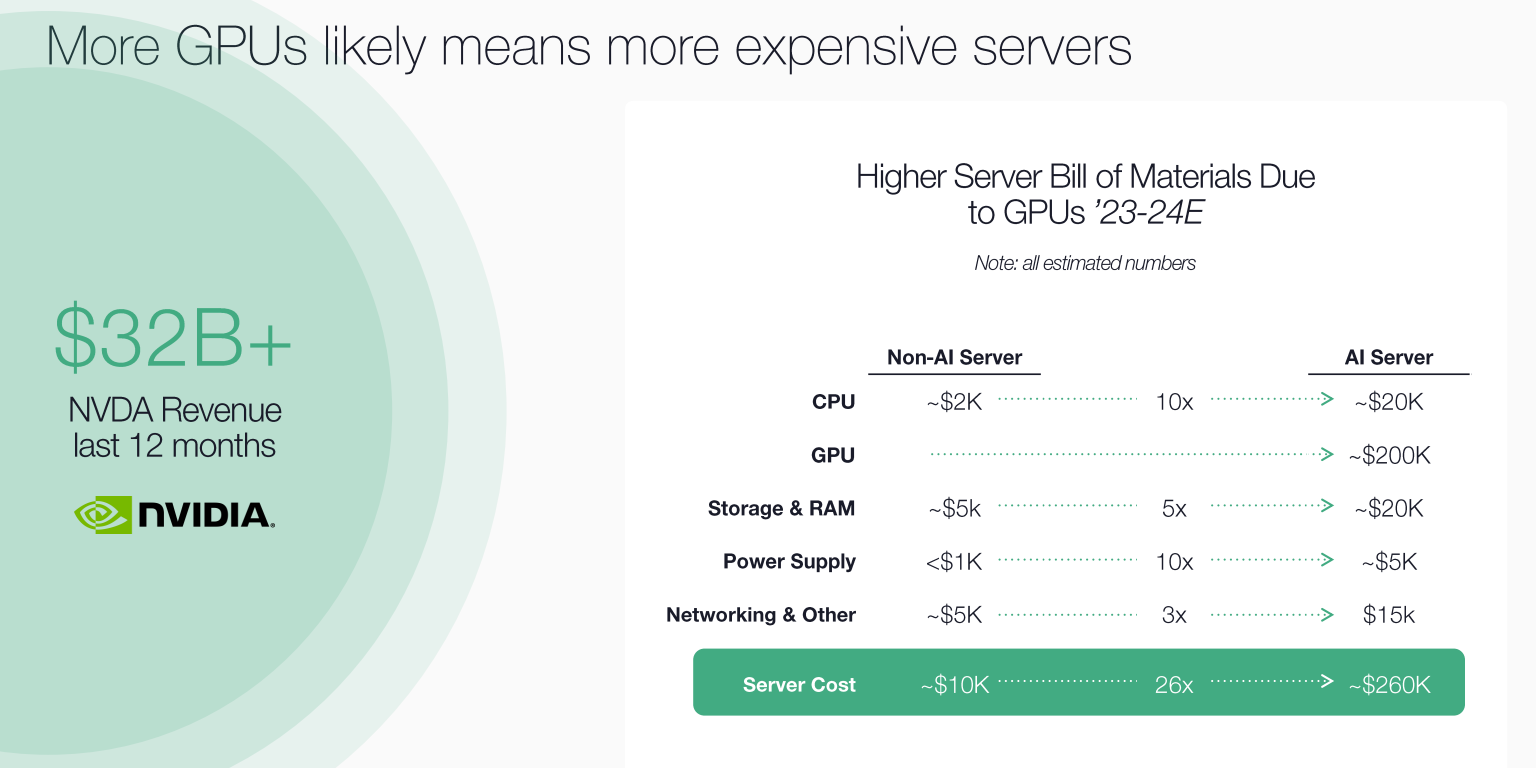 More GPUs likely means more expensive servers
$32B+
NVDA Revenue
last 12 months
NVIDIA®
Higher Server Bill of Materials Due
to GPUs ’23-24E
Note: all estimated numbers
Non-AI Server AI Server
CPU ~$2K 10x ~$20K
GPU ~$200K
Storage & RAM ~$5k 5x ~$20K
Power Supply <$1K 10x ~$5K
Networking & Other ~$5K 3x $15k
Server Cost ~$10K 26x ~$260K